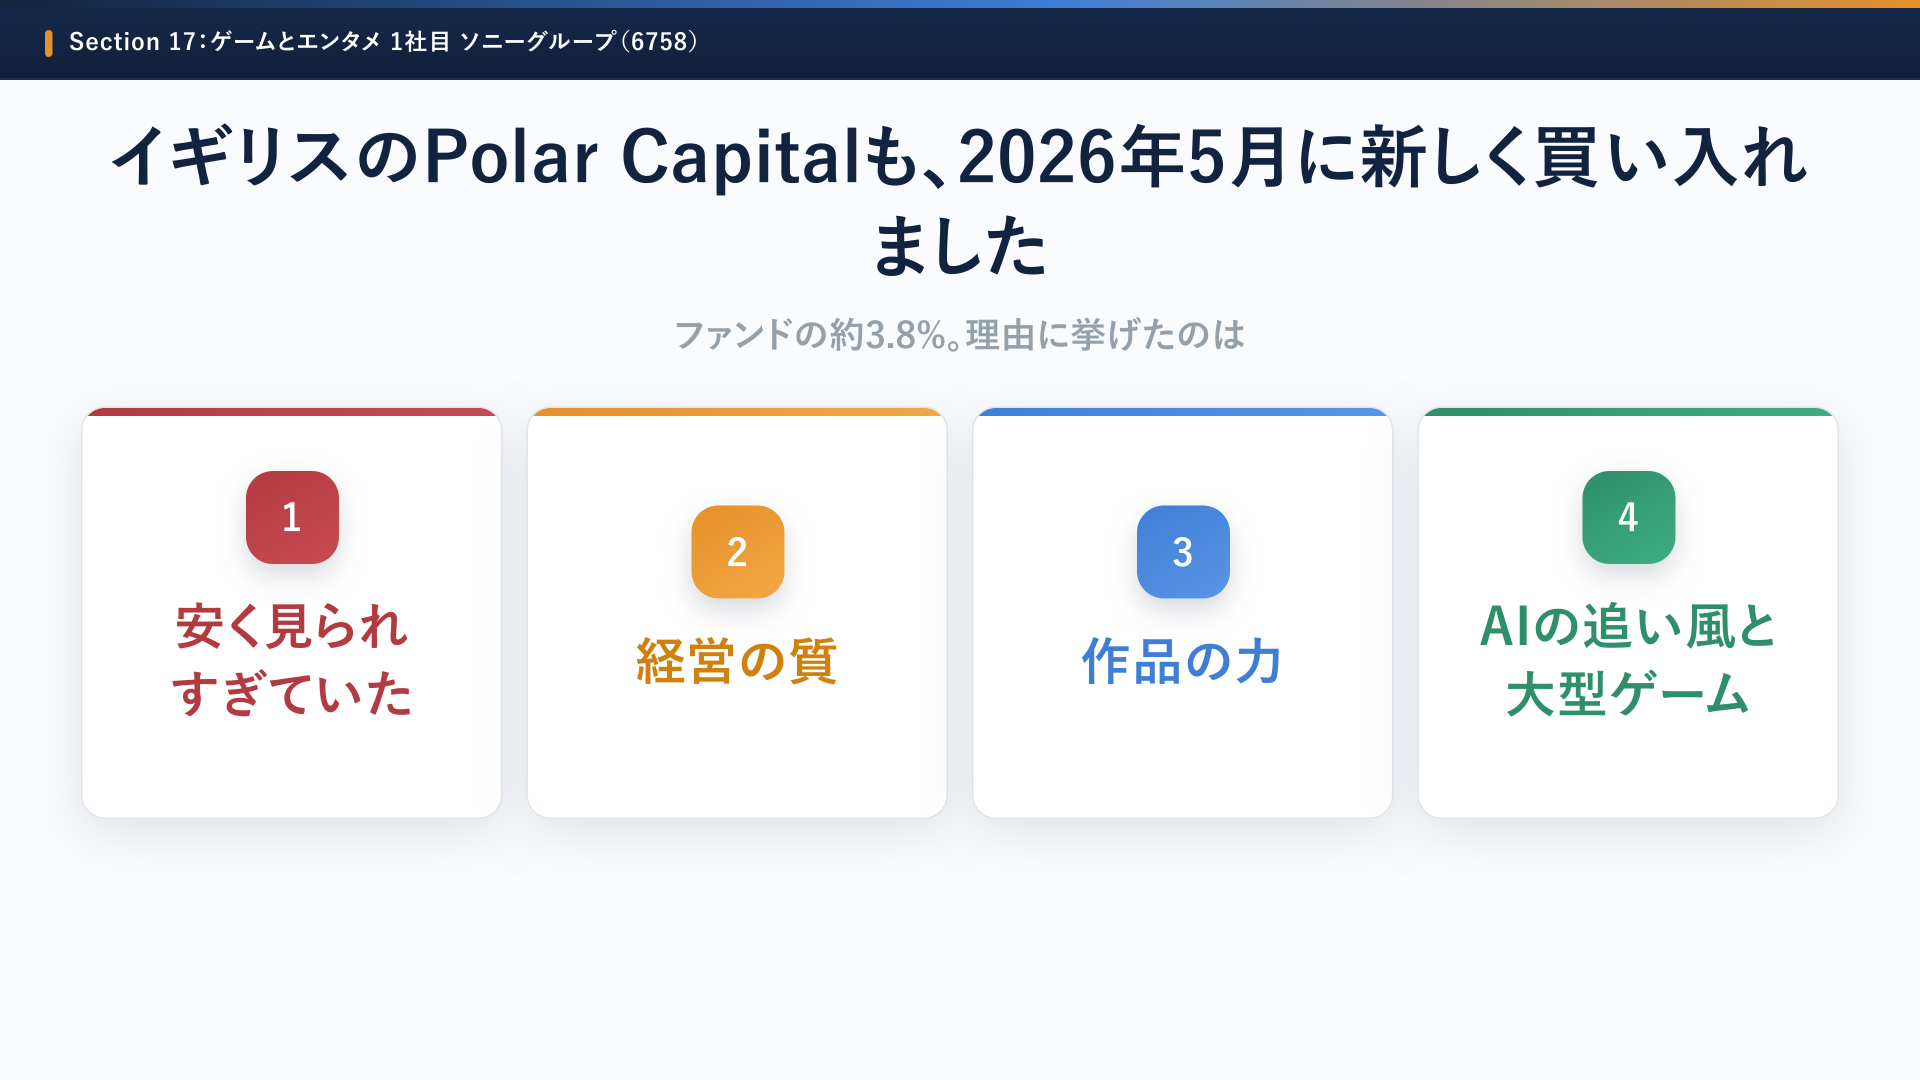 Section 17：ゲームとエンタメ 1社目 ソニーグループ（6758）
イギリスのPolar Capitalも、2026年5月に新しく買い入れ
ました
ファンドの約3.8%。理由に挙げたのは
1
安く見られ
すぎていた
2
経営の質
3
作品の力
4
AIの追い風と
大型ゲーム